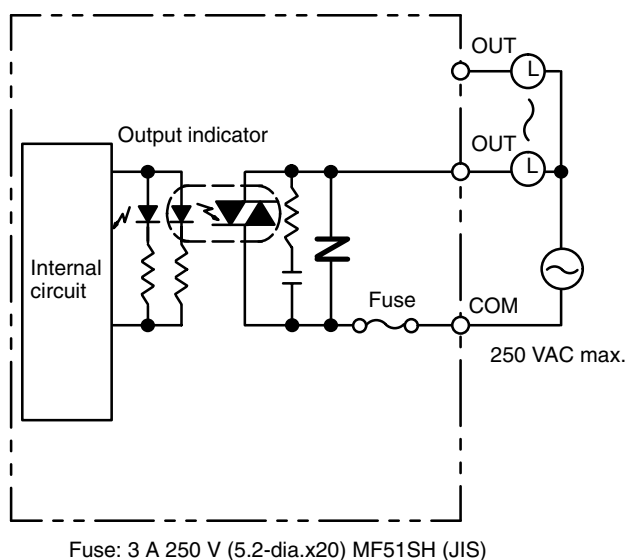 OUT
L
Output indicator
OUT
L
Internal
circuit
Fuse
COM
250 VAC max.
Fuse: 3 A 250 V (5.2-dia.x20) MF51SH (JIS)